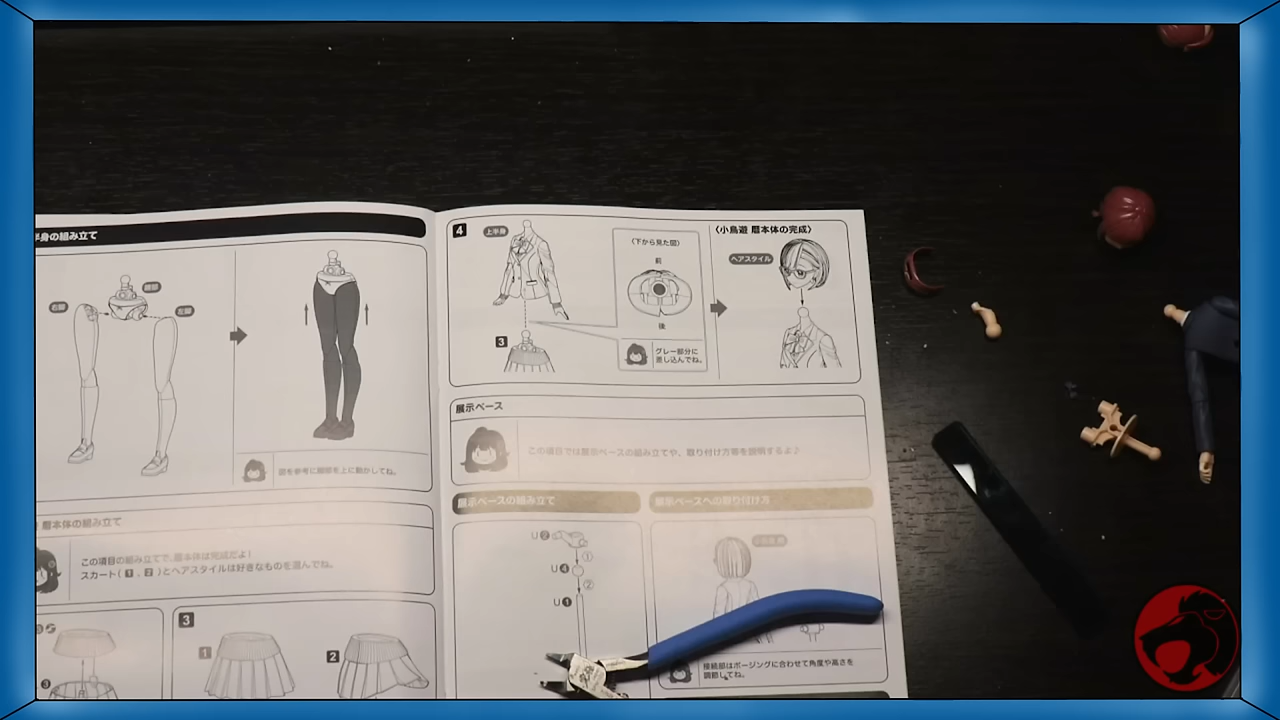 半身の組み立て
腰部
右脚
左脚
図を参考に腰部を上に動かしてね。
暦本体の組み立て
この項目の組み立てで、暦本体は完成だよ!
スカート(1、2)とヘアスタイルは好きなものを選んでね。
3
1
2
3
4
上半身
3
〈下から見た図〉
前
後
グレー部分に
差し込んでね。
〈小鳥遊 暦本体の完成〉
ヘアスタイル
展示ベース
この項目では展示ベースの組み立てや、取り付け方等を説明するよ♪
展示ベースの組み立て
展示ベースへの取り付け方
U2
①
U4
②
U1
接続部はポージングに合わせて角度や高さを
調節してね。